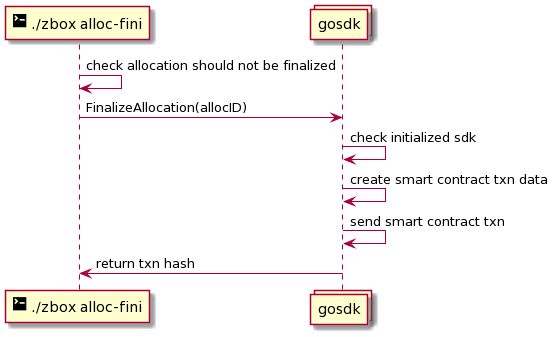 ./zbox alloc-fini
gosdk
check allocation should not be finalized
FinalizeAllocation(allocID)
check initialized sdk
create smart contract txn data
send smart contract txn
return txn hash
./zbox alloc-fini
gosdk